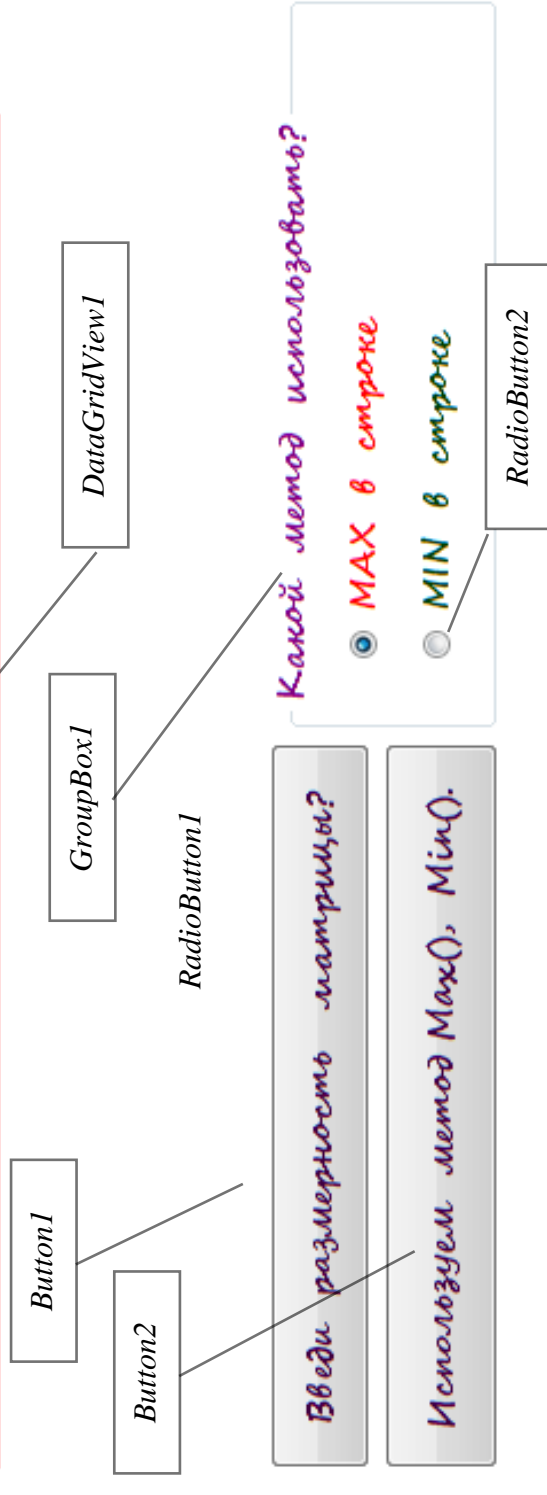 Button1
Button2
GroupBox1
DataGridView1
RadioButton1
Введи размерность матрицы?
Используем метод Max(), Min().
Какой метод использовать?
MAX в строке
MIN в строке
RadioButton2